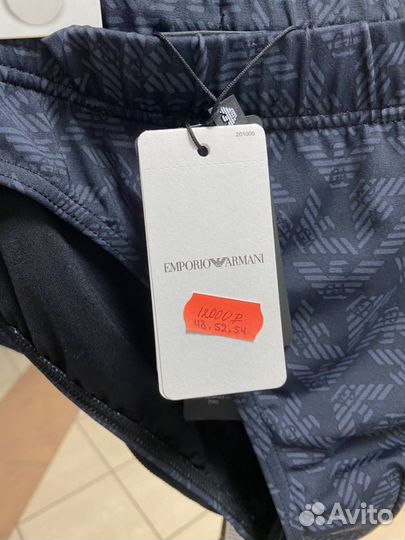 201006
EMPORIO ARMANI
12000₽
48, 52, 54
Avito